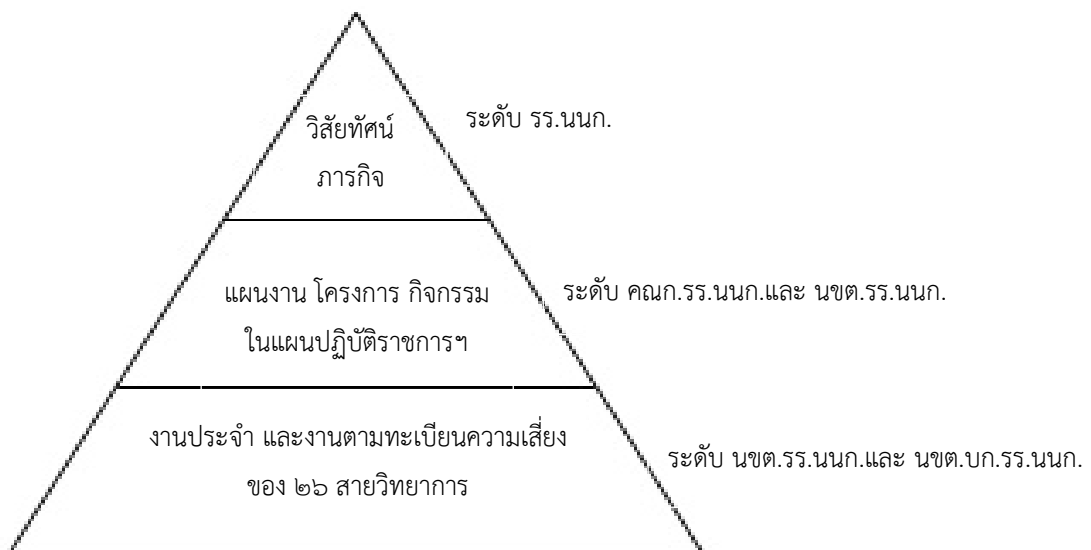 วิสัยทัศน์
ภารกิจ
ระดับ รร.นนก.
แผนงาน โครงการ กิจกรรม
ในแผนปฏิบัติราชการฯ
ระดับ คณก.รร.นนก.และ นขต.รร.นนก.
งานประจำ และงานตามทะเบียนความเสี่ยง
ของ ๒๖ สายวิทยาการ
ระดับ นขต.รร.นนก.และ นขต.บก.รร.นนก.